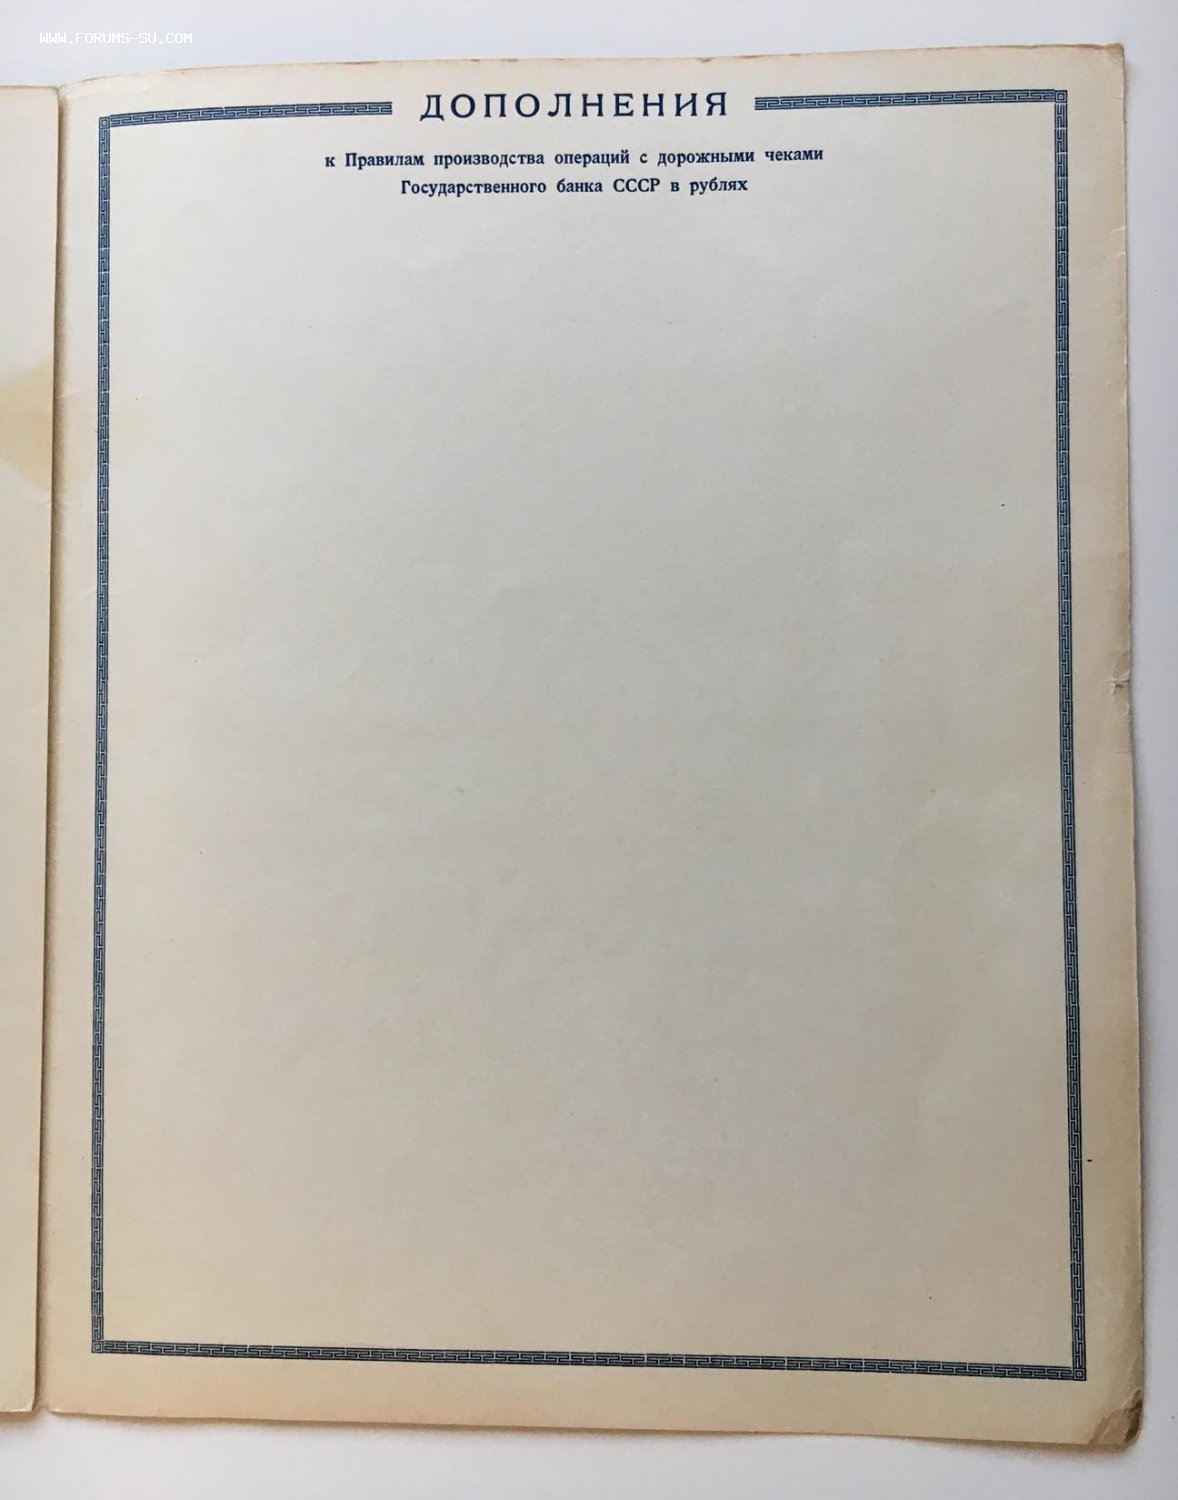 WWW.FORUMS-SU.COM
ДОПОЛНЕНИЯ
к Правилам производства операций с дорожными чеками
Государственного банка СССР в рублях